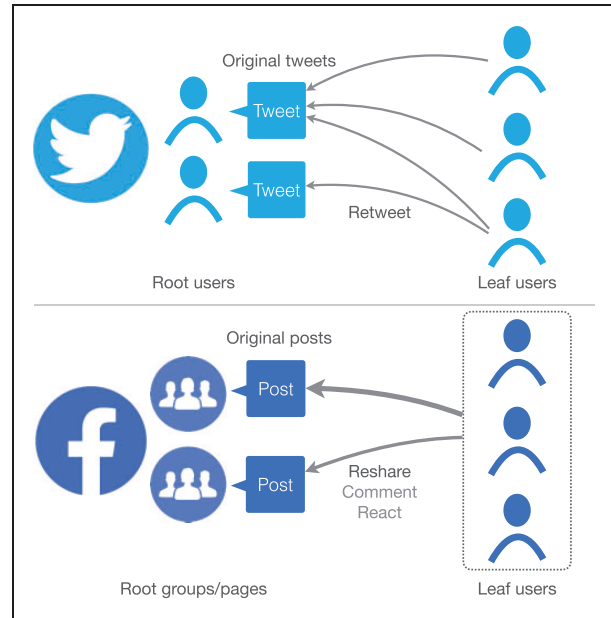 Original tweets
Tweet
Tweet
Retweet
Root users
Leaf users
Original posts
Post
Post
Reshare
Comment
React
Root groups/pages
Leaf users